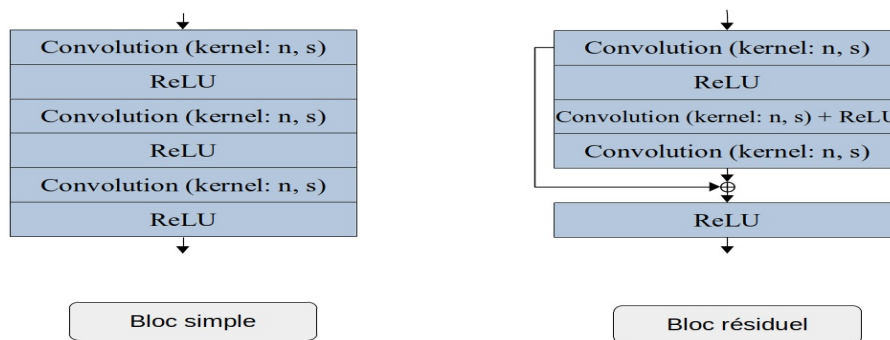 Convolution (kernel: n, s)
ReLU
Convolution (kernel: n, s)
ReLU
Convolution (kernel: n, s)
ReLU
Bloc simple
Convolution (kernel: n, s)
ReLU
Convolution (kernel: n, s) + ReLU
Convolution (kernel: n, s)
ReLU
Bloc résiduel